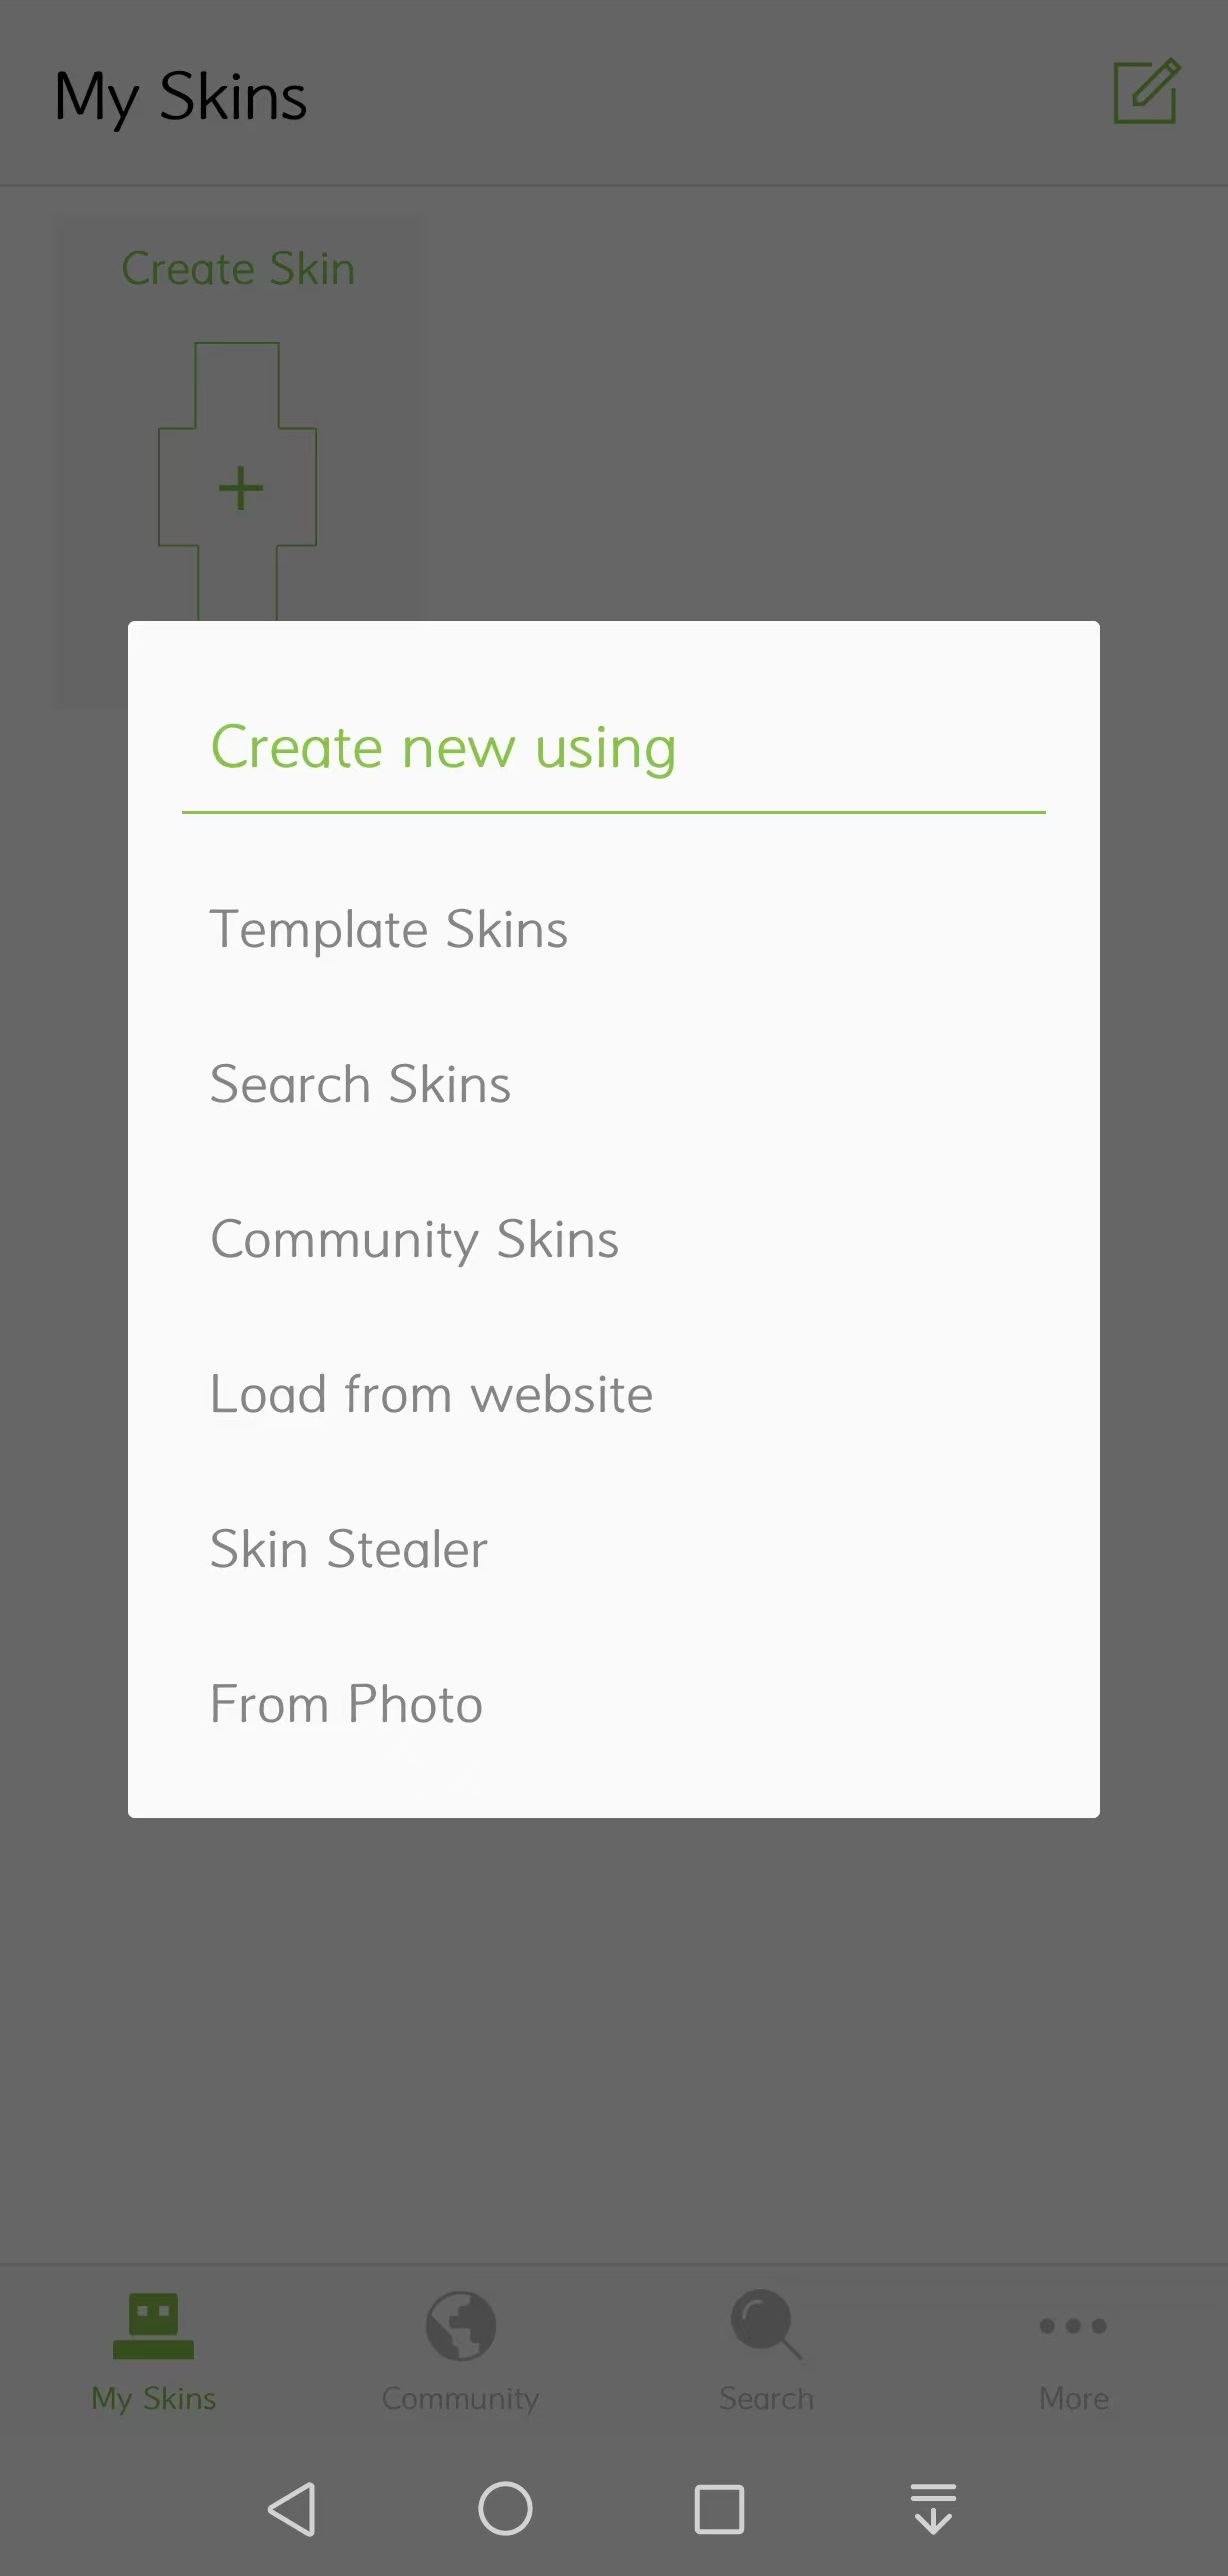 My Skins
Create Skin
Create new using
Template Skins
Search Skins
Community Skins
Load from website
Skin Stealer
From Photo
My Skins
Community
Search
More